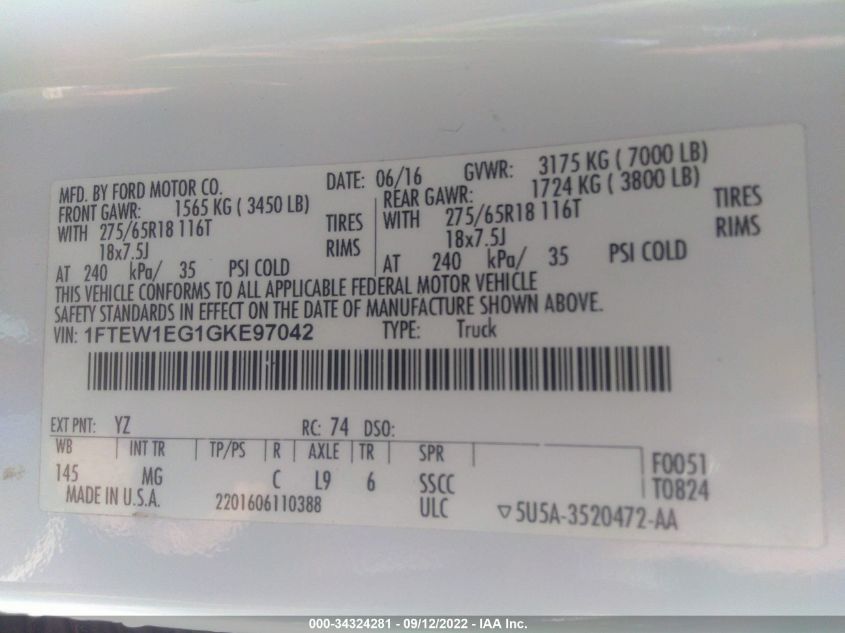 MFD. BY FORD MOTOR CO. DATE: 06/16 GVWR: 3175 KG ( 7000 LB)
FRONT GAWR: 1565 KG ( 3450 LB) REAR GAWR: 1724 KG ( 3800 LB)
WITH 275/65R18 116T TIRES WITH 275/65R18 116T TIRES
18x7.5J RIMS 18x7.5J RIMS
AT 240 kPa/ 35 PSI COLD AT 240 kPa/ 35 PSI COLD
THIS VEHICLE CONFORMS TO ALL APPLICABLE FEDERAL MOTOR VEHICLE
SAFETY STANDARDS IN EFFECT ON THE DATE OF MANUFACTURE SHOWN ABOVE.
VIN: 1FTEW1EG1GKE97042 TYPE: Truck
EXT PNT: YZ RC: 74 DSO:
WB INT TR TP/PS R AXLE TR SPR F0051
145 MG C L9 6 SSCC T0824
MADE IN U.S.A. 2201606110388 ULC ▽5U5A-3520472-AA
000-34324281 - 09/12/2022 - IAA Inc.